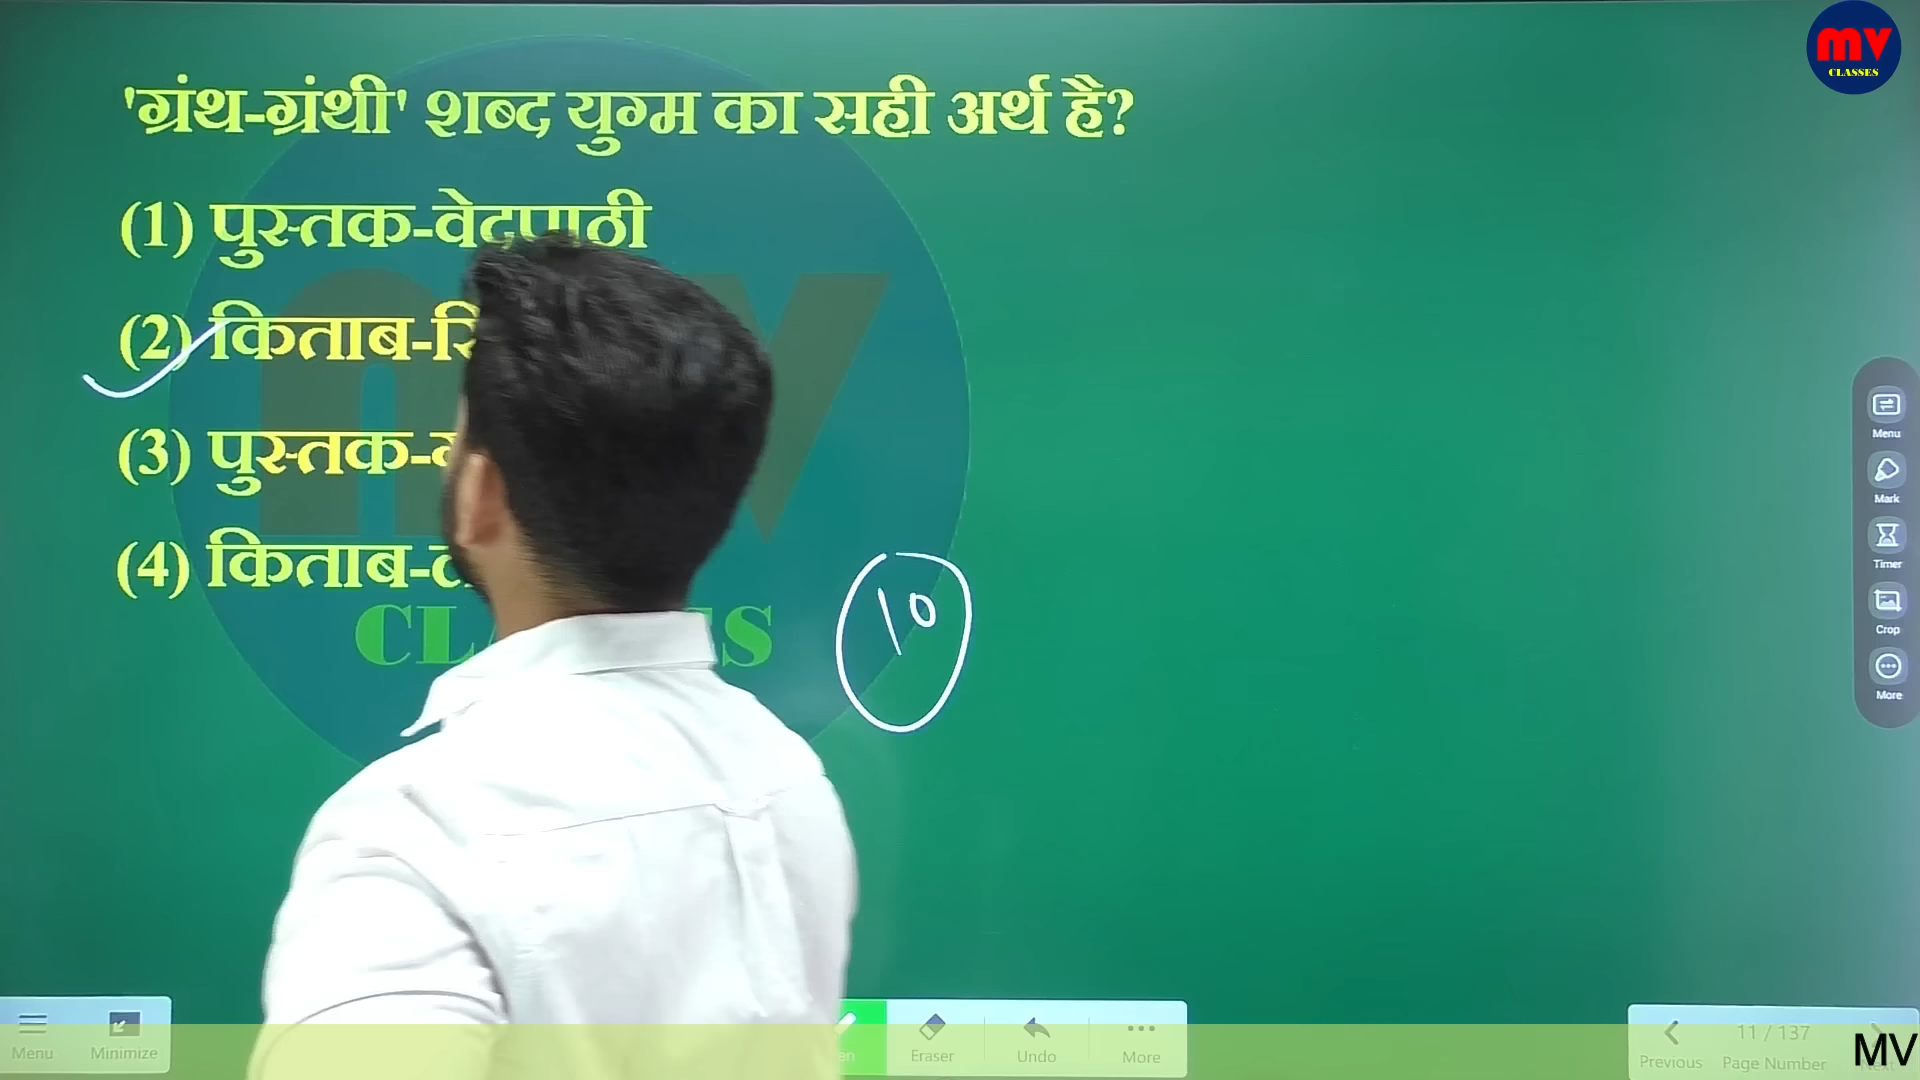 MV
CLASSES
'ग्रंथ-ग्रंथी' शब्द युग्म का सही अर्थ है?
(1) पुस्तक-वेदपाठी
(2) किताब-
(3) पुस्तक-
(4) किताब-
10
Menu
Mark
Timer
Crop
More
Menu
Minimize
Eraser
Undo
More
Previous
11 / 137
Page Number
MV